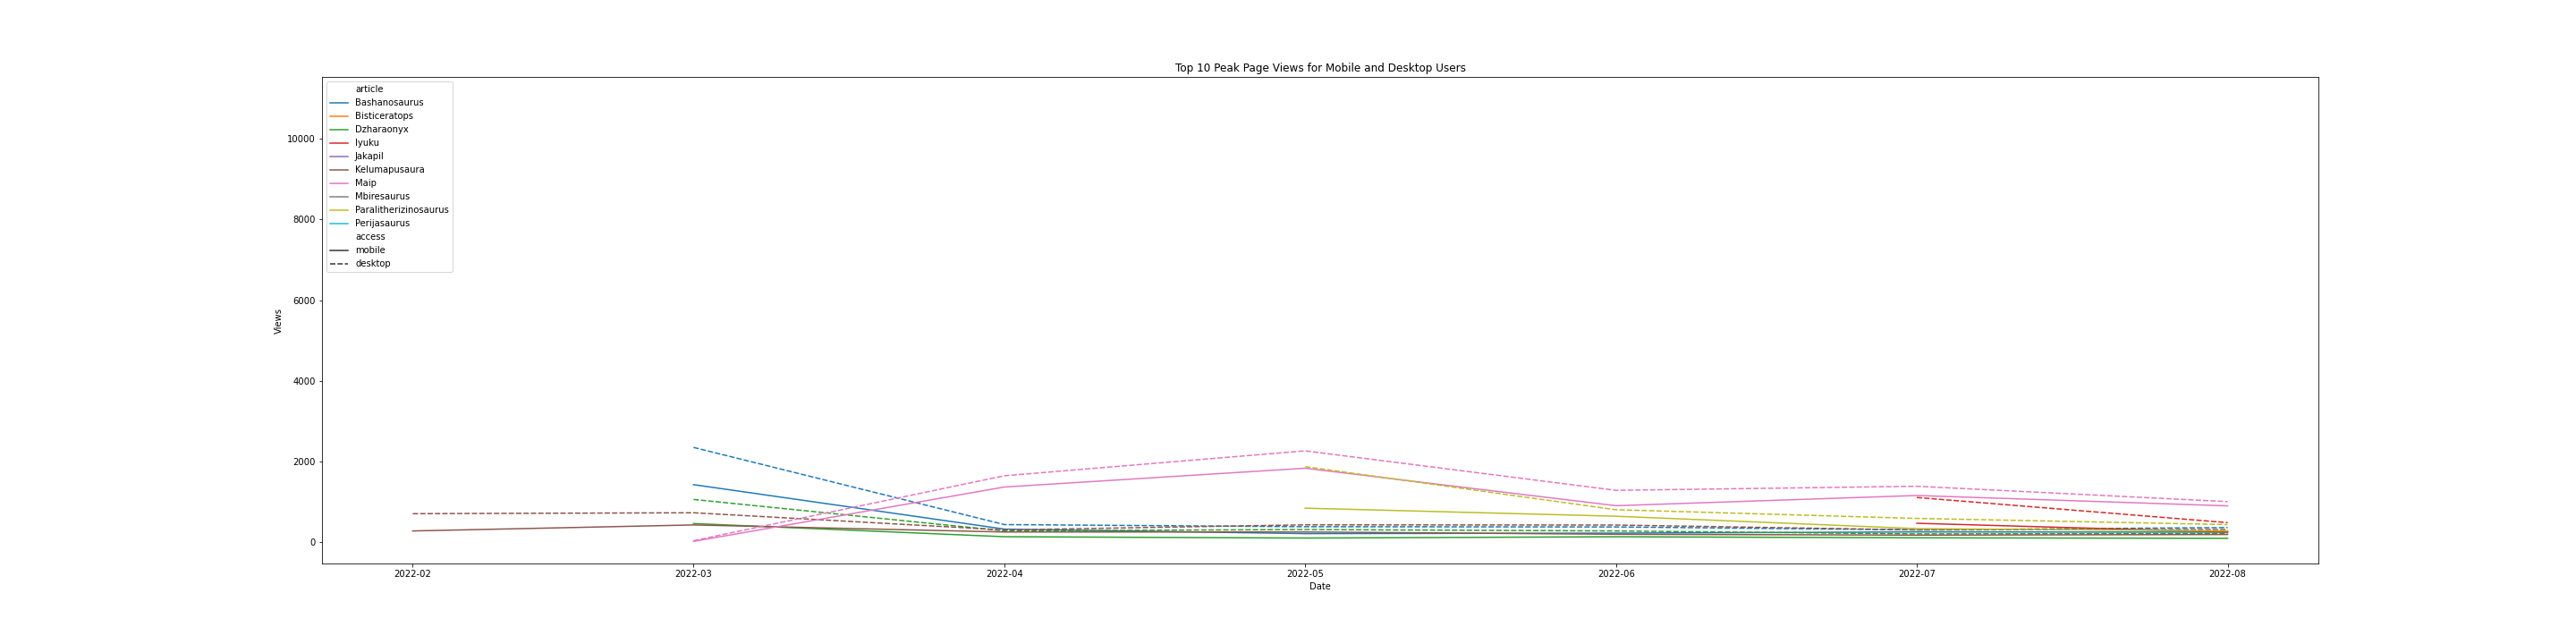 Top 10 Peak Page Views for Mobile and Desktop Users
article
Bashanosaurus
Bisticeratops
Dzharaonyx
Iyuku
Jakapil
Kelumapusaura
Maip
Mbiresaurus
Paralitherizinosaurus
Perijasaurus
access
mobile
desktop
10000
8000
6000
4000
2000
0
Views
2022-02 2022-03 2022-04 2022-05 2022-06 2022-07 2022-08
Date